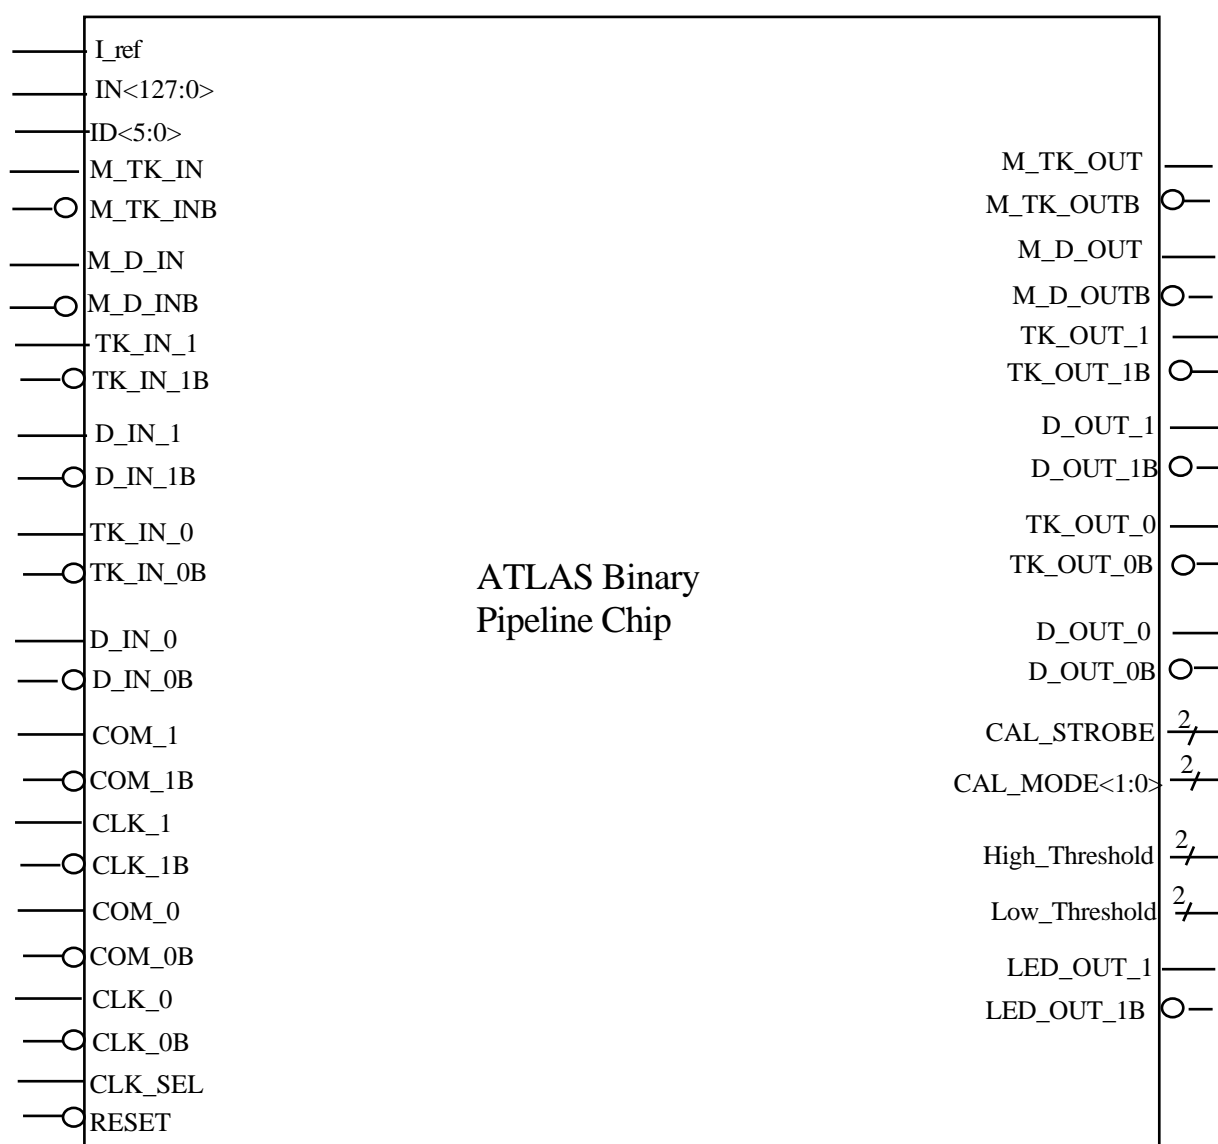 I_ref
IN<127:0>
ID<5:0>
M_TK_IN
M_TK_INB
M_D_IN
M_D_INB
TK_IN_1
TK_IN_1B
D_IN_1
D_IN_1B
TK_IN_0
TK_IN_0B
D_IN_0
D_IN_0B
COM_1
COM_1B
CLK_1
CLK_1B
COM_0
COM_0B
CLK_0
CLK_0B
CLK_SEL
RESET
ATLAS Binary
Pipeline Chip
M_TK_OUT
M_TK_OUTB
M_D_OUT
M_D_OUTB
TK_OUT_1
TK_OUT_1B
D_OUT_1
D_OUT_1B
TK_OUT_0
TK_OUT_0B
D_OUT_0
D_OUT_0B
CAL_STROBE 2
CAL_MODE<1:0> 2
High_Threshold 2
Low_Threshold 2
LED_OUT_1
LED_OUT_1B